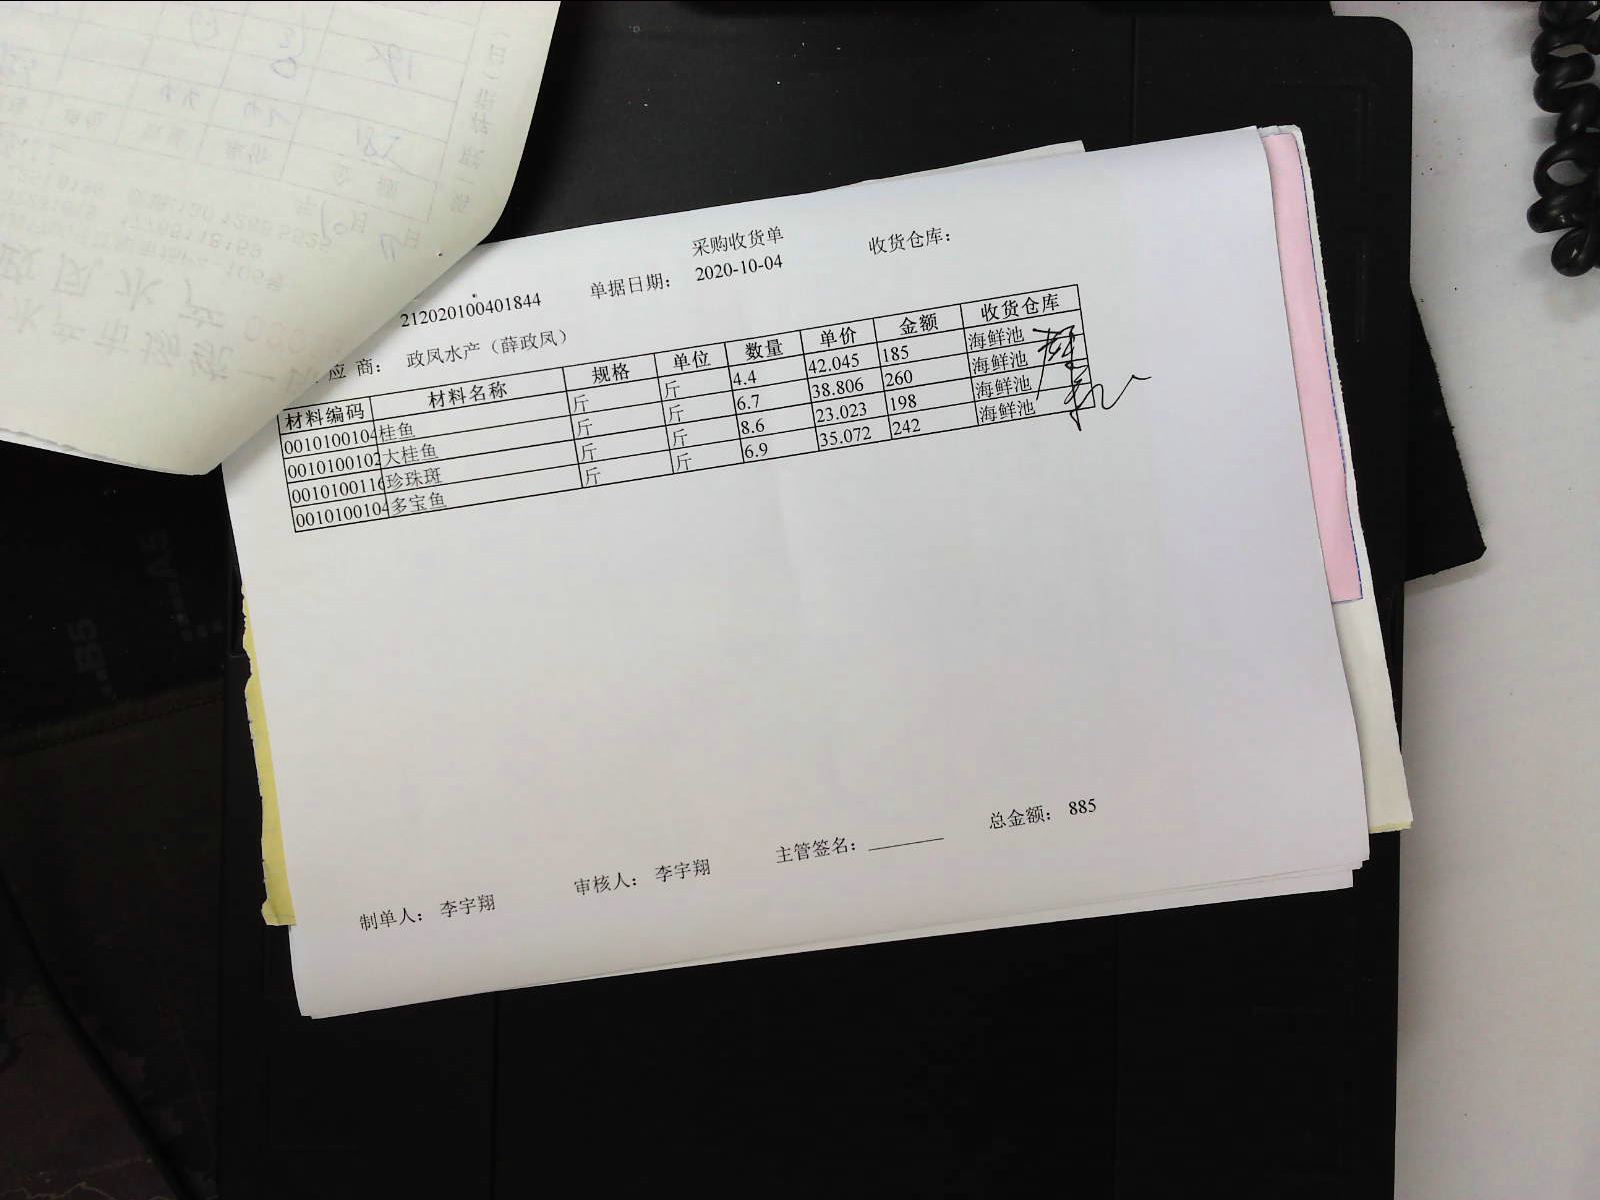 采购收货单
212020100401844 单据日期： 2020-10-04 收货仓库：
应 商： 政凤水产（薛政凤）
材料编码 材料名称 规格 单位 数量 单价 金额 收货仓库
0010100104 桂鱼 斤 斤 4.4 42.045 185 海鲜池
0010100102 大桂鱼 斤 斤 6.7 38.806 260 海鲜池
0010100116 珍珠斑 斤 斤 8.6 23.023 198 海鲜池
0010100104 多宝鱼 斤 斤 6.9 35.072 242 海鲜池
制单人： 李宇翔 审核人： 李宇翔 主管签名： 总金额： 885
B5
A5